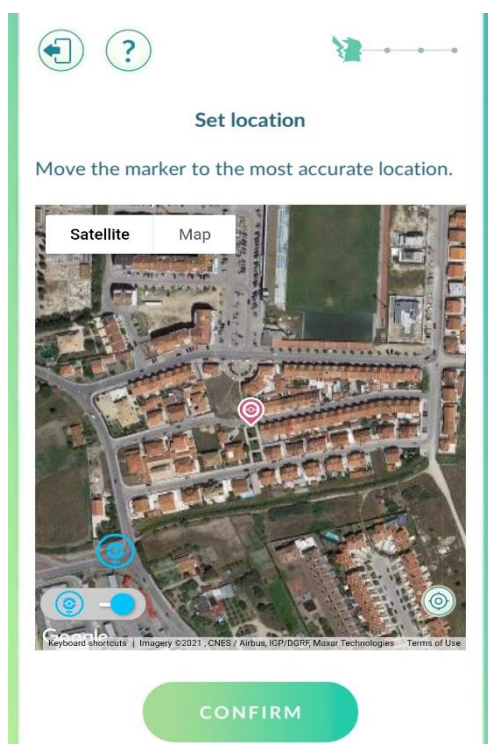 ?
Set location
Move the marker to the most accurate location.
Satellite Map
Google
Keyboard shortcuts | Imagery ©2021 , CNES / Airbus, IGP/DGRF, Maxar Technologies Terms of Use
CONFIRM